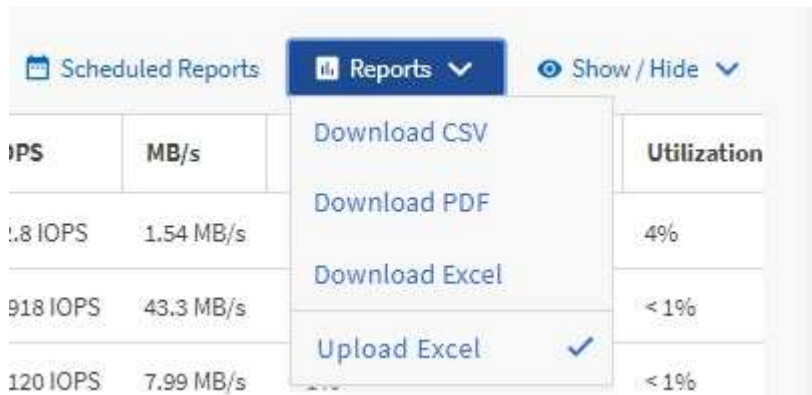 Scheduled Reports Reports Show / Hide
MB/s Utilization
Download CSV
Download PDF
.8 IOPS 1.54 MB/s 4%
Download Excel
918 IOPS 43.3 MB/s < 1%
Upload Excel
120 IOPS 7.99 MB/s < 1%